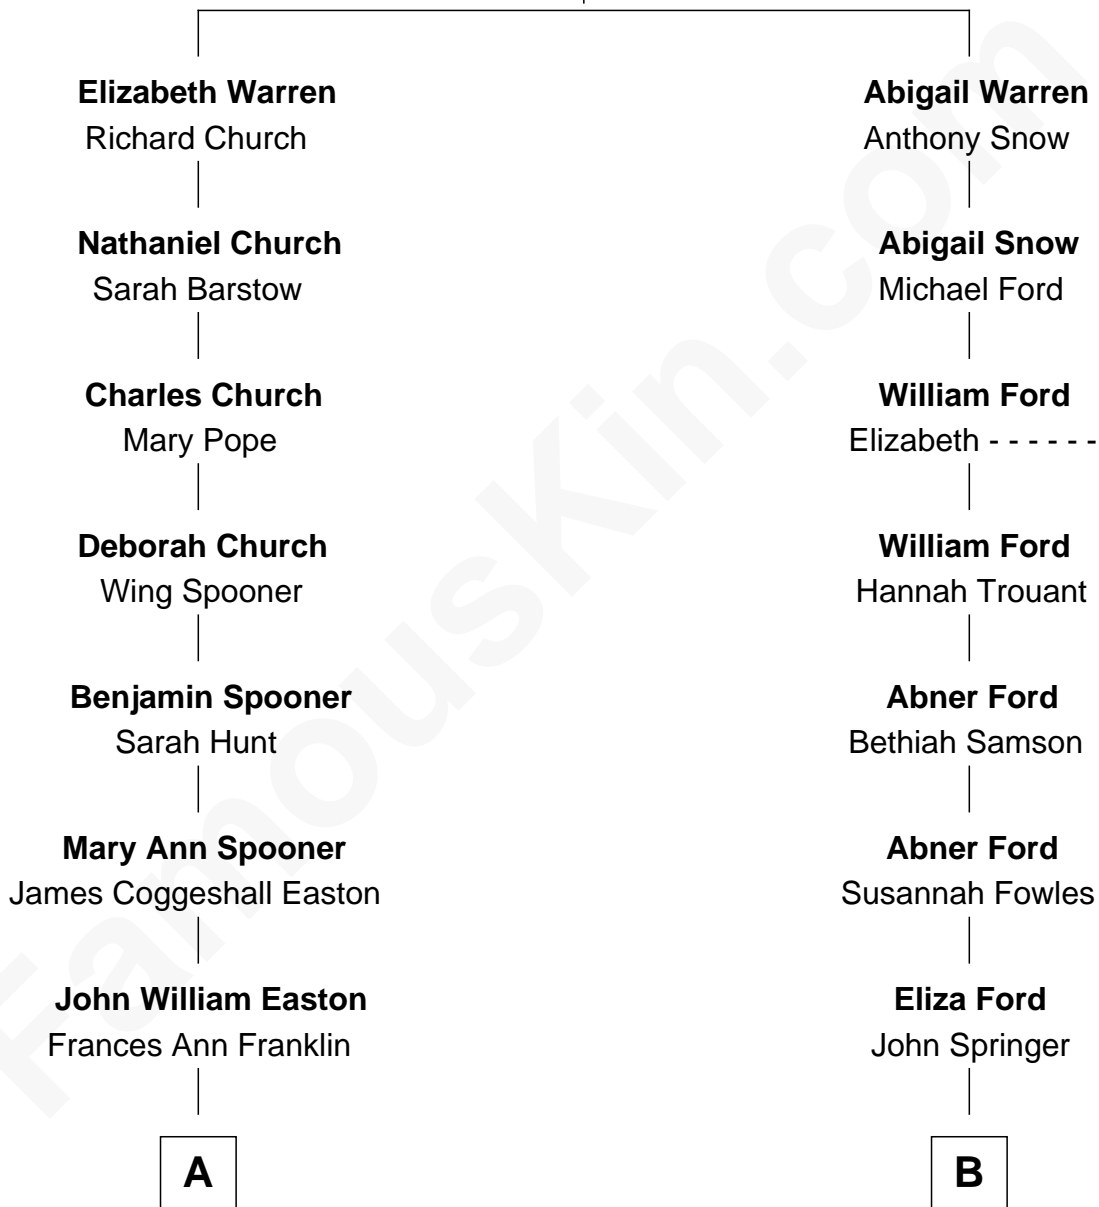 Elizabeth Warren
Richard Church
Nathaniel Church
Sarah Barstow
Charles Church
Mary Pope
Deborah Church
Wing Spooner
Benjamin Spooner
Sarah Hunt
Mary Ann Spooner
James Coggeshall Easton
John William Easton
Frances Ann Franklin
A
Abigail Warren
Anthony Snow
Abigail Snow
Michael Ford
William Ford
Elizabeth - - - - - -
William Ford
Hannah Trouant
Abner Ford
Bethiah Samson
Abner Ford
Susannah Fowles
Eliza Ford
John Springer
B
FamousKin.com